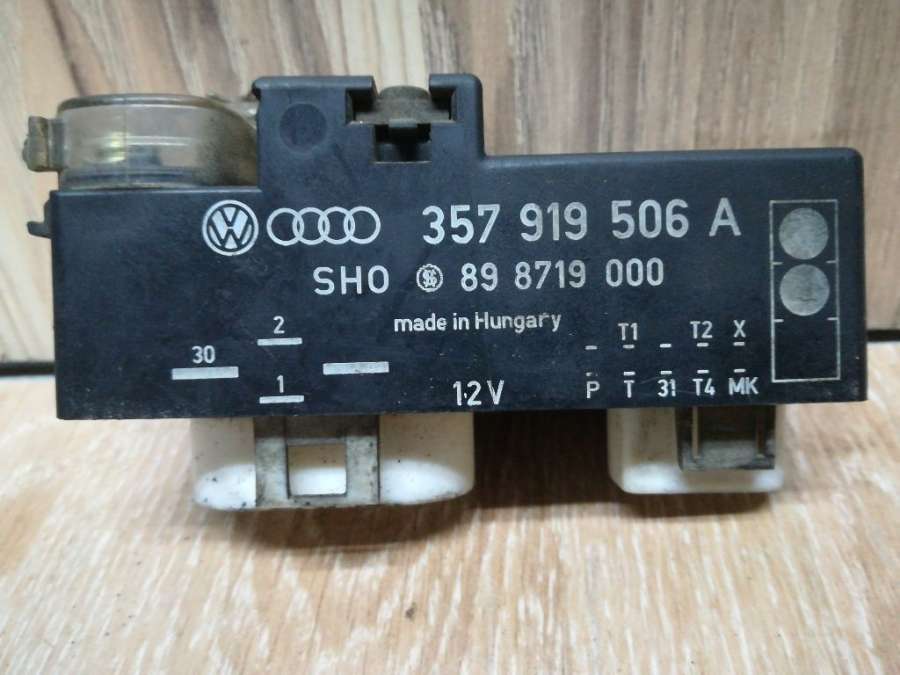 VW 357 919 506 A
SHO 89 8719 000
made in Hungary
2
30
1
12V
T1 T2 X
P T 31 T4 MK